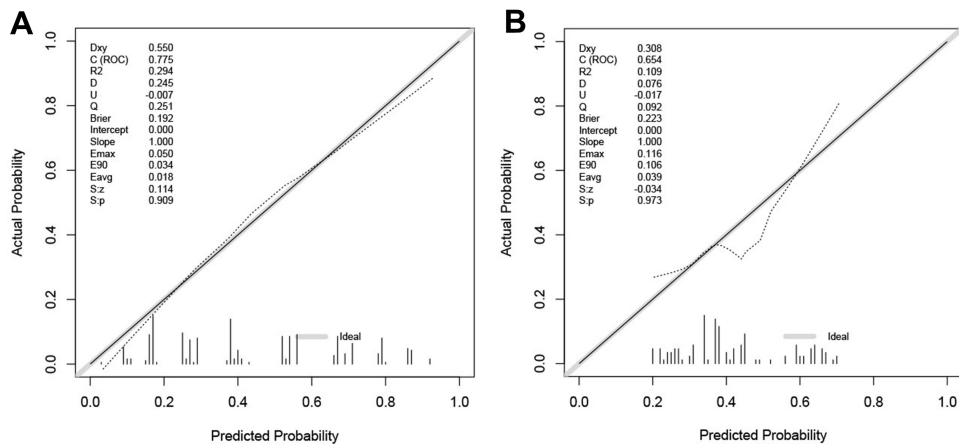 A
Dxy 0.550
C (ROC) 0.775
R2 0.294
D 0.245
U -0.007
Q 0.251
Brier 0.192
Intercept 0.000
Slope 1.000
Emax 0.050
E90 0.034
Eavg 0.018
S:z 0.114
S:p 0.909
Ideal
Actual Probability
0.0
0.2
0.4
0.6
0.8
1.0
0.0 0.2 0.4 0.6 0.8 1.0
Predicted Probability
B
Dxy 0.308
C (ROC) 0.654
R2 0.109
D 0.076
U -0.017
Q 0.092
Brier 0.223
Intercept 0.000
Slope 1.000
Emax 0.116
E90 0.106
Eavg 0.039
S:z -0.034
S:p 0.973
Ideal
Actual Probability
0.0
0.2
0.4
0.6
0.8
1.0
0.0 0.2 0.4 0.6 0.8 1.0
Predicted Probability